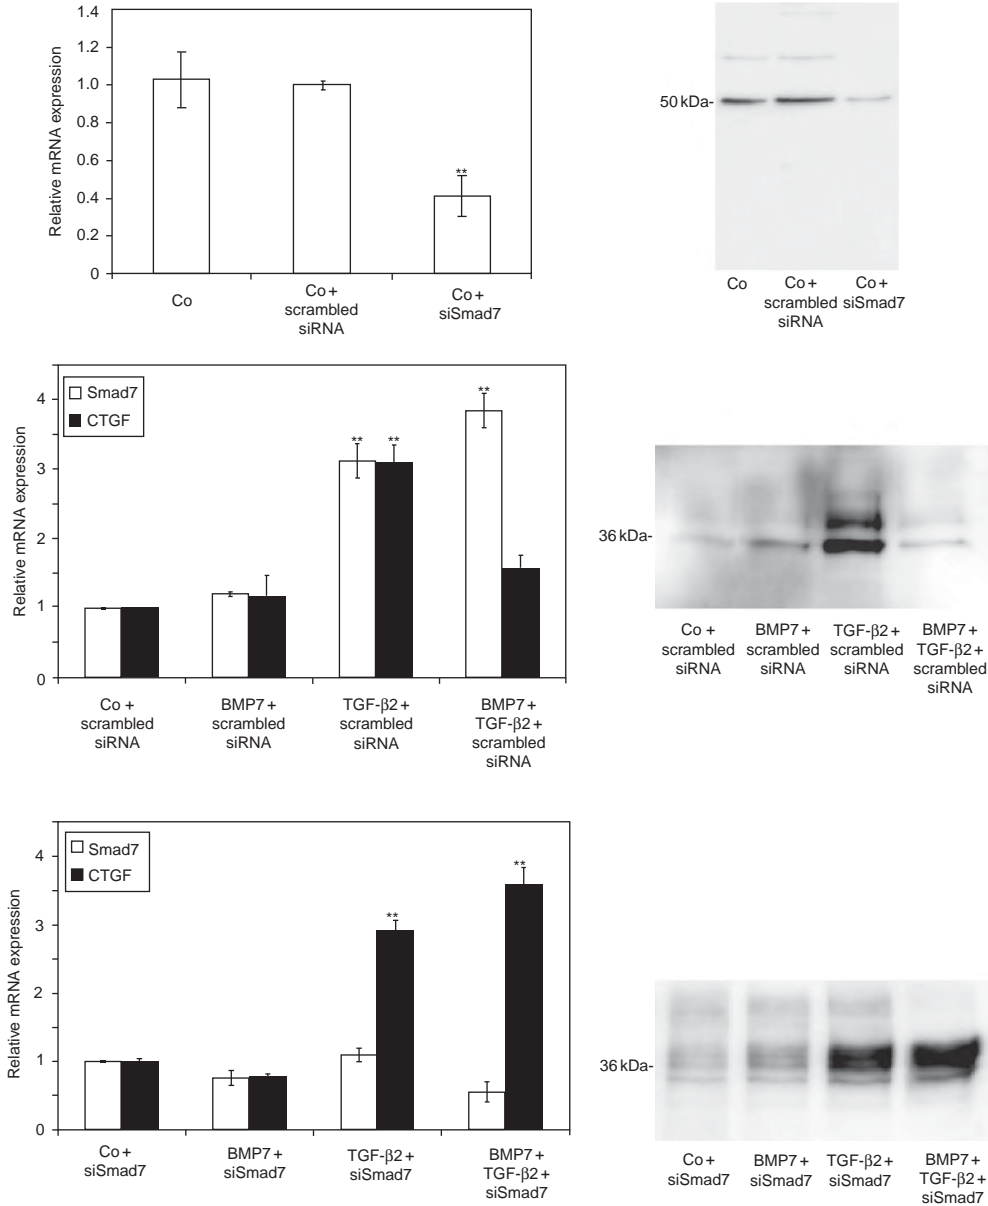 1.4
1.2
1.0
0.8
0.6
0.4
0.2
0
Relative mRNA expression
**
Co
Co +
scrambled
siRNA
Co +
siSmad7
50 kDa-
Co
Co +
scrambled
siRNA
Co +
siSmad7
Smad7
CTGF
4
3
2
1
0
Relative mRNA expression
** **
**
Co +
scrambled
siRNA
BMP7 +
scrambled
siRNA
TGF-β2 +
scrambled
siRNA
BMP7 +
TGF-β2 +
scrambled
siRNA
36 kDa-
Co +
scrambled
siRNA
BMP7 +
scrambled
siRNA
TGF-β2 +
scrambled
siRNA
BMP7 +
TGF-β2 +
scrambled
siRNA
Smad7
CTGF
4
3
2
1
0
Relative mRNA expression
**
**
Co +
siSmad7
BMP7 +
siSmad7
TGF-β2 +
siSmad7
BMP7 +
TGF-β2 +
siSmad7
36 kDa-
Co +
siSmad7
BMP7 +
siSmad7
TGF-β2 +
siSmad7
BMP7 +
TGF-β2 +
siSmad7